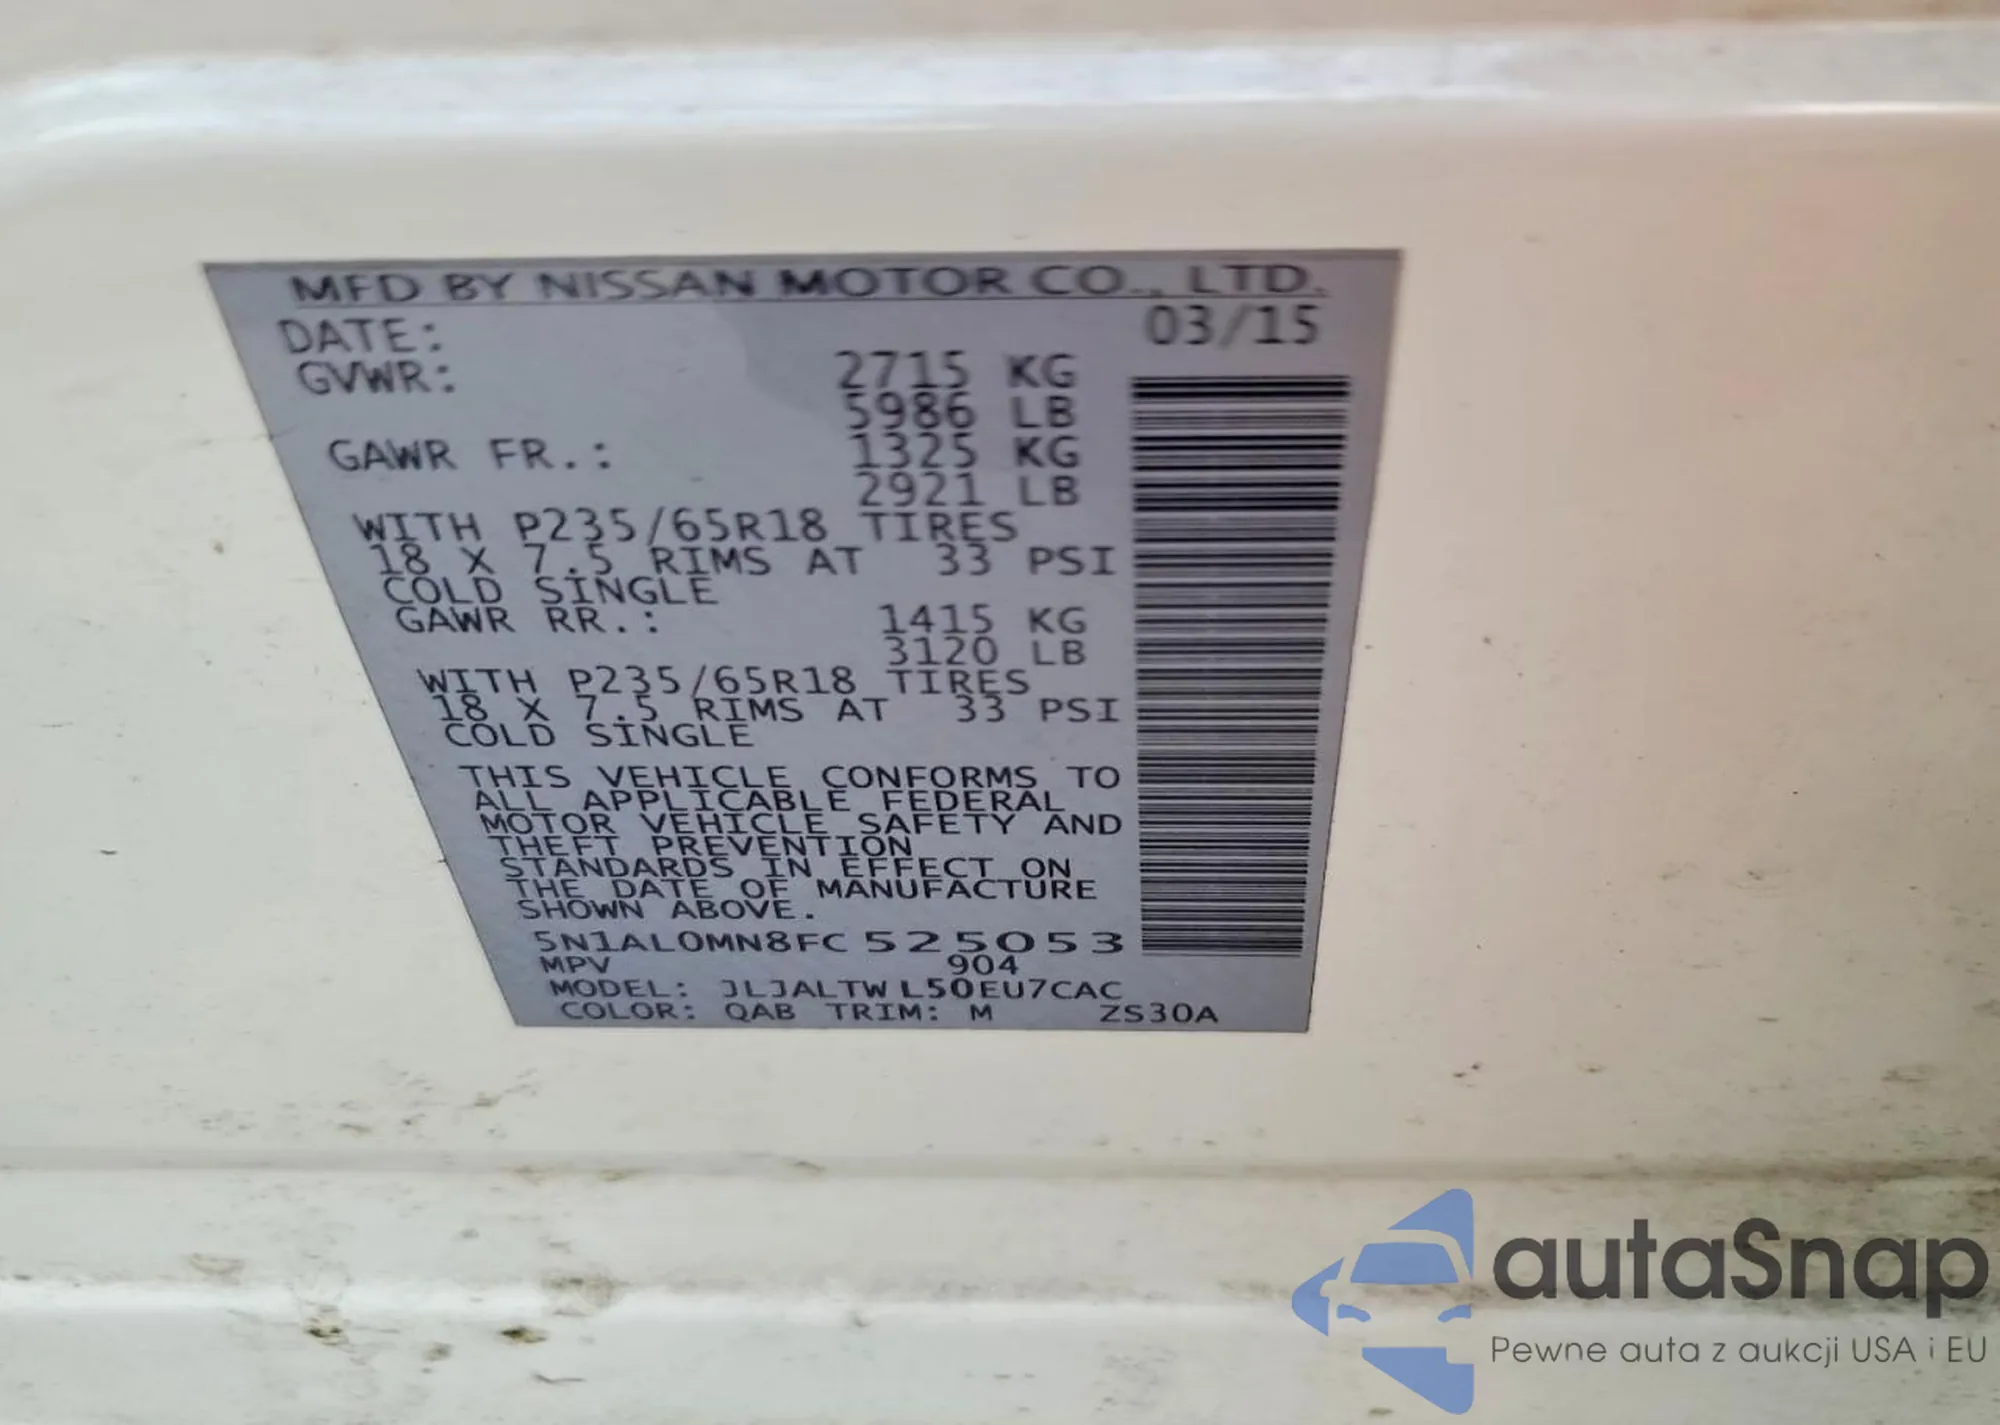 MFD BY NISSAN MOTOR CO., LTD.
DATE: 03/15
GVWR: 2715 KG
5986 LB
GAWR FR.: 1325 KG
2921 LB
WITH P235/65R18 TIRES
18 X 7.5 RIMS AT 33 PSI
COLD SINGLE
GAWR RR.: 1415 KG
3120 LB
WITH P235/65R18 TIRES
18 X 7.5 RIMS AT 33 PSI
COLD SINGLE
THIS VEHICLE CONFORMS TO
ALL APPLICABLE FEDERAL
MOTOR VEHICLE SAFETY AND
THEFT PREVENTION
STANDARDS IN EFFECT ON
THE DATE OF MANUFACTURE
SHOWN ABOVE.
5N1AL0MN8FC 525053
MPV 904
MODEL: JLJALTW L50EU7CAC
COLOR: QAB TRIM: M ZS30A
autaSnap
Pewne auta z aukcji USA i EU